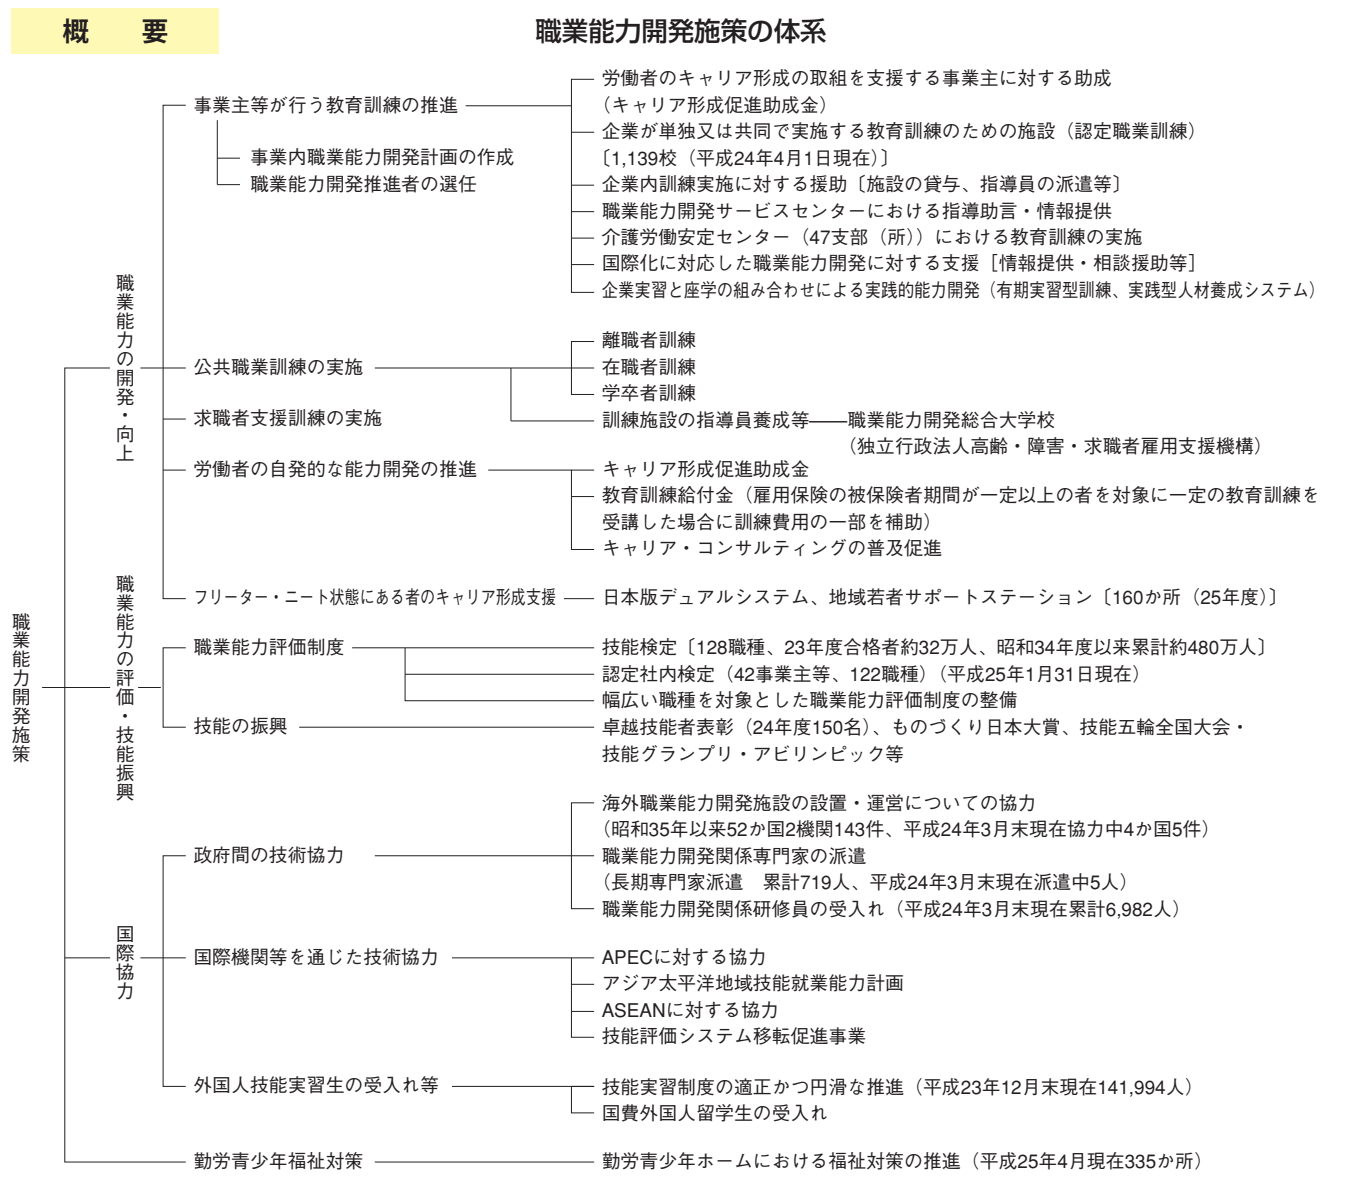 概　要
職業能力開発施策の体系
職業能力開発施策
職業能力の開発・向上
事業主等が行う教育訓練の推進
事業内職業能力開発計画の作成
職業能力開発推進者の選任
労働者のキャリア形成の取組を支援する事業主に対する助成
（キャリア形成促進助成金）
企業が単独又は共同で実施する教育訓練のための施設（認定職業訓練）
〔1,139校（平成24年4月1日現在）〕
企業内訓練実施に対する援助〔施設の貸与、指導員の派遣等〕
職業能力開発サービスセンターにおける指導助言・情報提供
介護労働安定センター（47支部（所））における教育訓練の実施
国際化に対応した職業能力開発に対する支援［情報提供・相談援助等］
企業実習と座学の組み合わせによる実践的能力開発（有期実習型訓練、実践型人材養成システム）
公共職業訓練の実施
離職者訓練
在職者訓練
学卒者訓練
訓練施設の指導員養成等――職業能力開発総合大学校
（独立行政法人高齢・障害・求職者雇用支援機構）
求職者支援訓練の実施
労働者の自発的な能力開発の推進
キャリア形成促進助成金
教育訓練給付金（雇用保険の被保険者期間が一定以上の者を対象に一定の教育訓練を
受講した場合に訓練費用の一部を補助）
キャリア・コンサルティングの普及促進
フリーター・ニート状態にある者のキャリア形成支援
日本版デュアルシステム、地域若者サポートステーション〔160か所（25年度）〕
職業能力の評価・技能振興
職業能力評価制度
技能検定〔128職種、23年度合格者約32万人、昭和34年度以来累計約480万人〕
認定社内検定（42事業主等、122職種）（平成25年1月31日現在）
幅広い職種を対象とした職業能力評価制度の整備
技能の振興
卓越技能者表彰（24年度150名）、ものづくり日本大賞、技能五輪全国大会・
技能グランプリ・アビリンピック等
国際協力
政府間の技術協力
海外職業能力開発施設の設置・運営についての協力
（昭和35年以来52か国2機関143件、平成24年3月末現在協力中4か国5件）
職業能力開発関係専門家の派遣
（長期専門家派遣　累計719人、平成24年3月末現在派遣中5人）
職業能力開発関係研修員の受入れ（平成24年3月末現在累計6,982人）
国際機関等を通じた技術協力
APECに対する協力
アジア太平洋地域技能就業能力計画
ASEANに対する協力
技能評価システム移転促進事業
外国人技能実習生の受入れ等
技能実習制度の適正かつ円滑な推進（平成23年12月末現在141,994人）
国費外国人留学生の受入れ
勤労青少年福祉対策
勤労青少年ホームにおける福祉対策の推進（平成25年4月現在335か所）